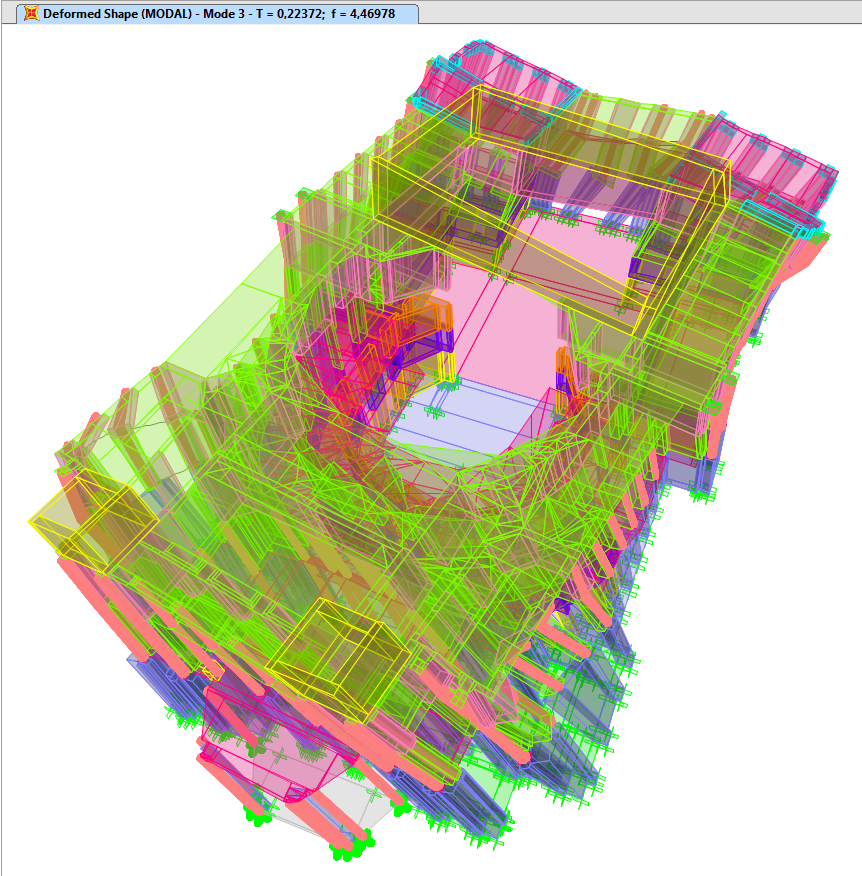 Deformed Shape (MODAL) - Mode 3 - T = 0,22372; f = 4,46978